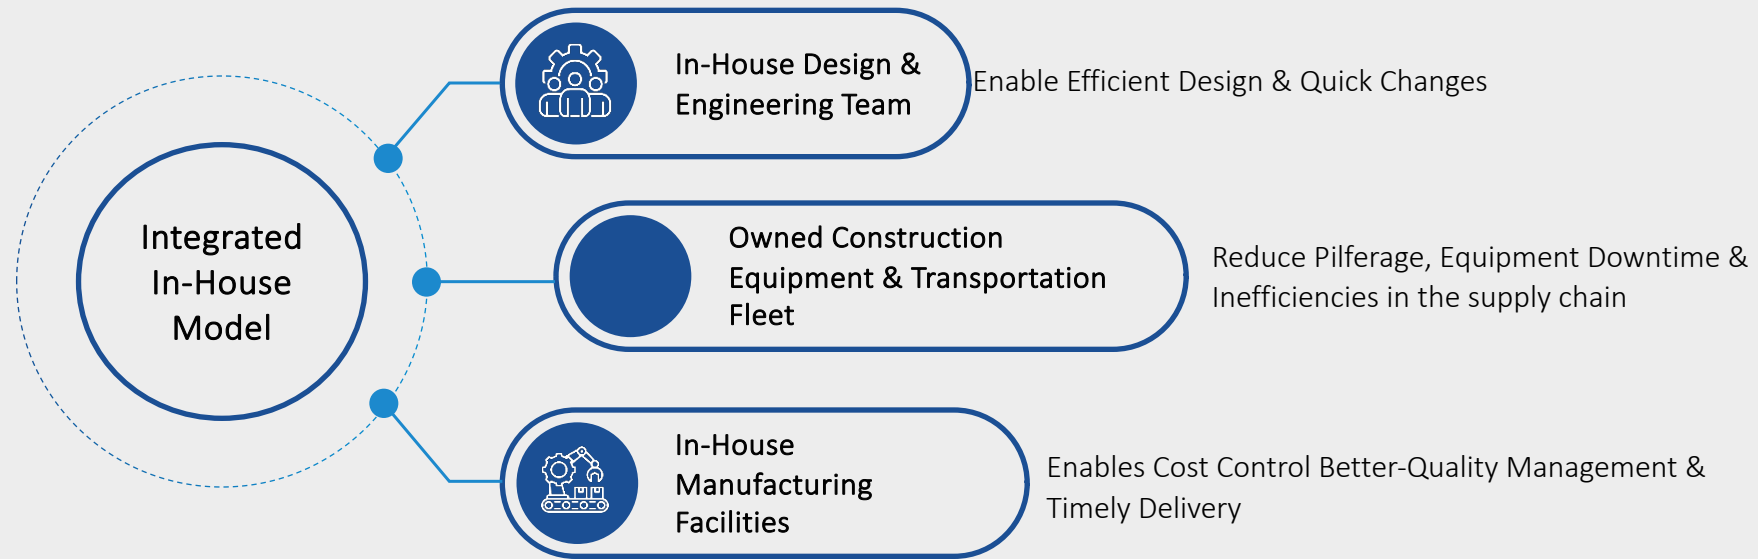 Integrated
In-House
Model
In-House Design &
Engineering Team
Enable Efficient Design & Quick Changes
Owned Construction
Equipment & Transportation
Fleet
Reduce Pilferage, Equipment Downtime &
Inefficiencies in the supply chain
In-House
Manufacturing
Facilities
Enables Cost Control Better-Quality Management &
Timely Delivery